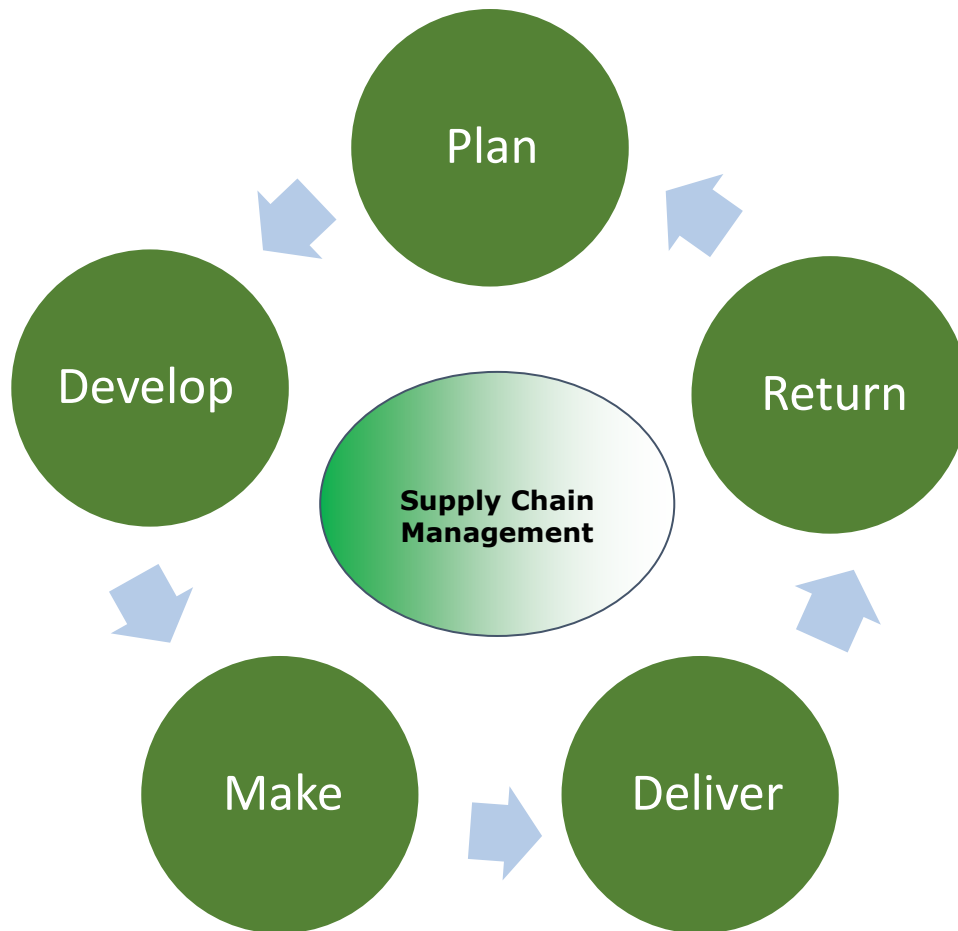 Plan
Develop
Return
Supply Chain
Management
Make
Deliver